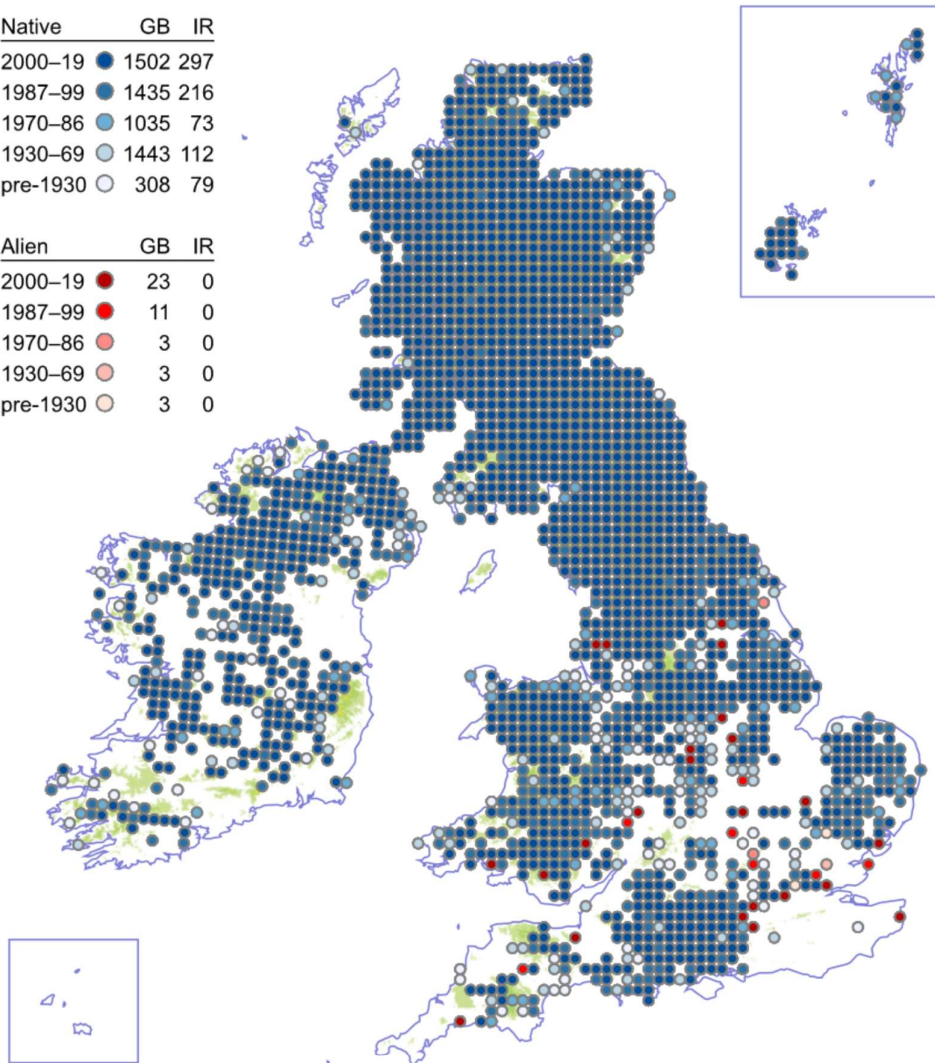 Native GB IR
2000–19 1502 297
1987–99 1435 216
1970–86 1035 73
1930–69 1443 112
pre-1930 308 79
Alien GB IR
2000–19 23 0
1987–99 11 0
1970–86 3 0
1930–69 3 0
pre-1930 3 0